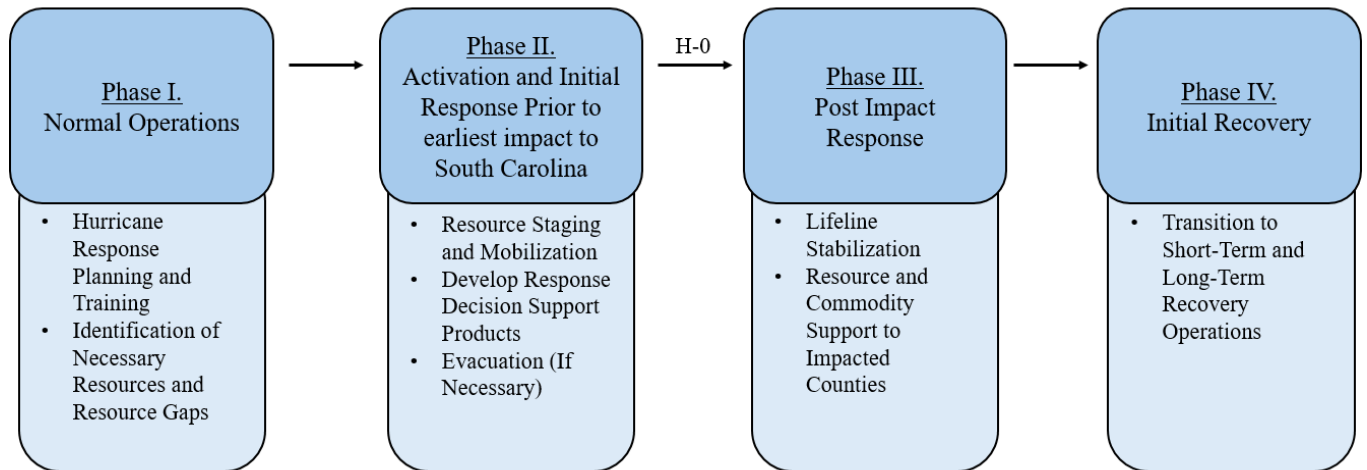 Phase I.
Normal Operations
• Hurricane
Response
Planning and
Training
• Identification of
Necessary
Resources and
Resource Gaps
Phase II.
Activation and Initial
Response Prior to
earliest impact to
South Carolina
• Resource Staging
and Mobilization
• Develop Response
Decision Support
Products
• Evacuation (If
Necessary)
H-0
Phase III.
Post Impact
Response
• Lifeline
Stabilization
• Resource and
Commodity
Support to
Impacted
Counties
Phase IV.
Initial Recovery
• Transition to
Short-Term and
Long-Term
Recovery
Operations